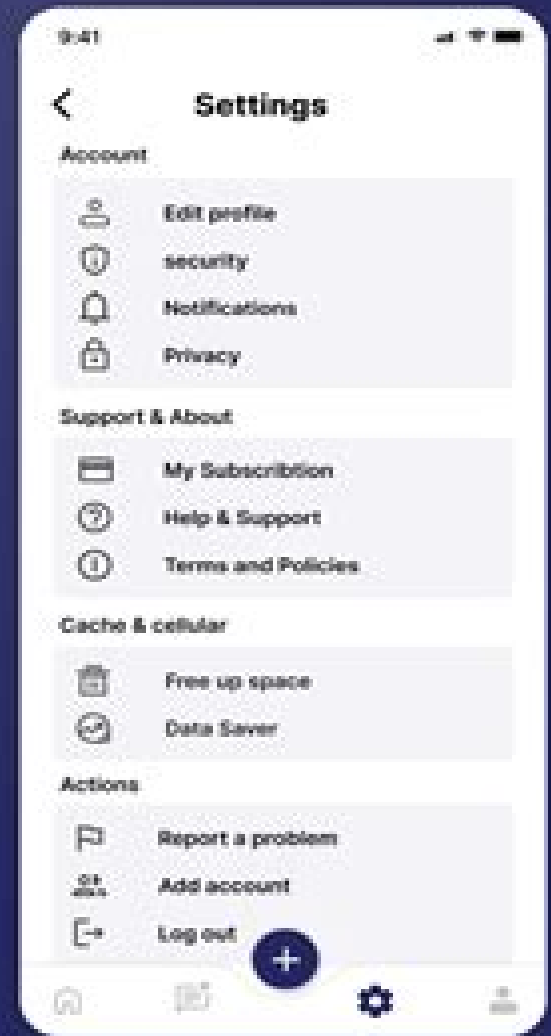 9:41
Settings
Account
Edit profile
security
Notifications
Privacy
Support & About
My Subscribtion
Help & Support
Terms and Policies
Cache & cellular
Free up space
Data Saver
Actions
Report a problem
Add account
Log out